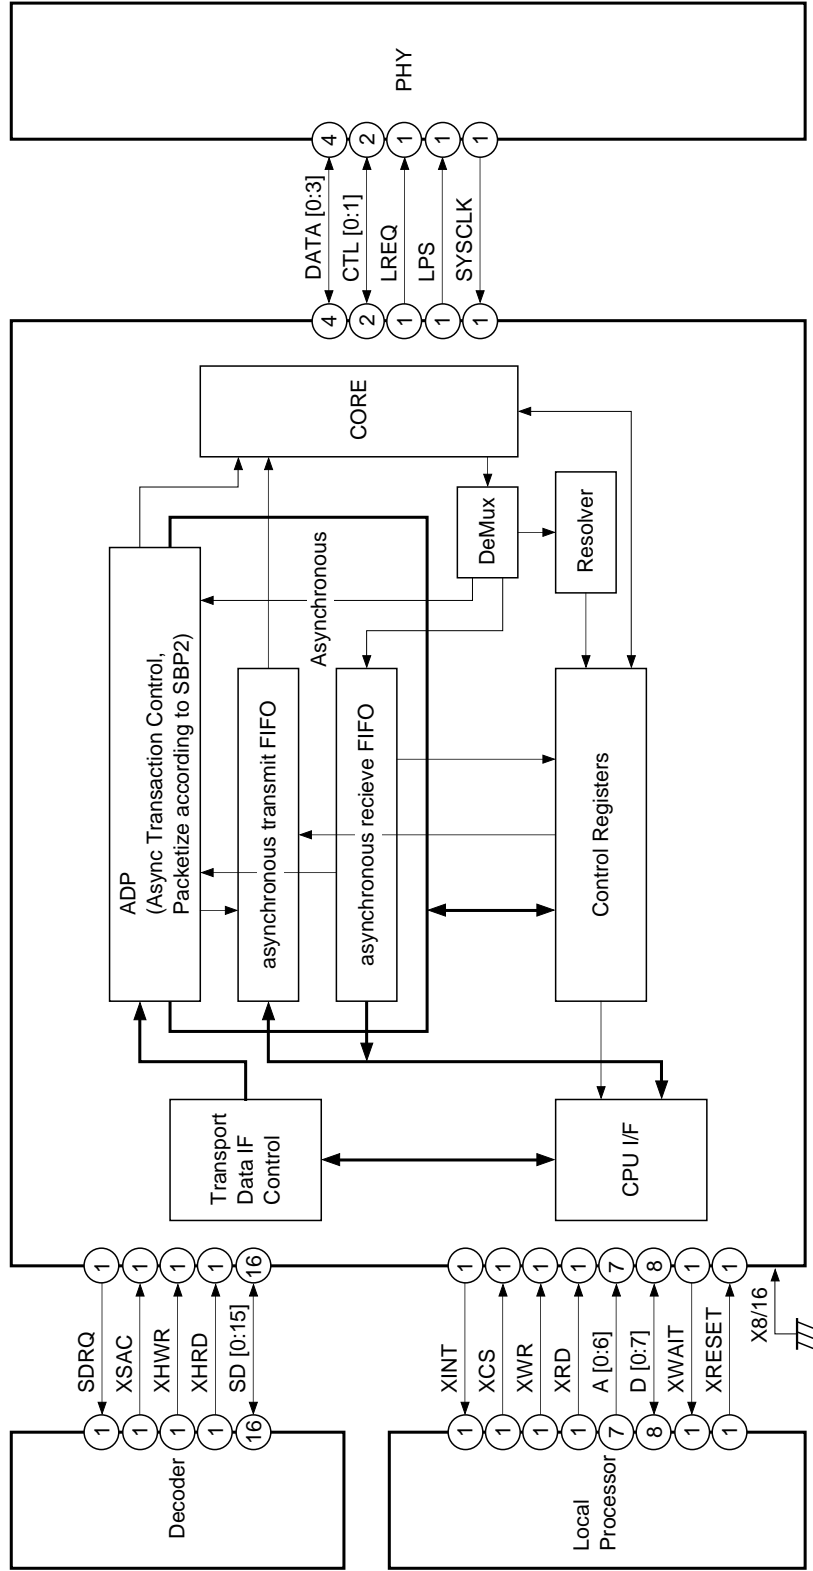 Decoder
1
SDRQ
1
1
XSAC
1
1
XHWR
1
1
XHRD
1
16
SD [0:15]
16
Local
Processor
1
XINT
1
1
XCS
1
1
XWR
1
1
XRD
1
7
A [0:6]
7
8
D [0:7]
8
1
XWAIT
1
1
XRESET
1
X8/16
Transport
Data IF
Control
CPU I/F
ADP
(Async Transaction Control,
Packetize according to SBP2)
asynchronous transmit FIFO
Asynchronous
asynchronous recieve FIFO
Control Registers
CORE
DeMux
Resolver
4
DATA [0:3]
4
2
CTL [0:1]
2
1
LREQ
1
1
LPS
1
1
SYSCLK
1
PHY